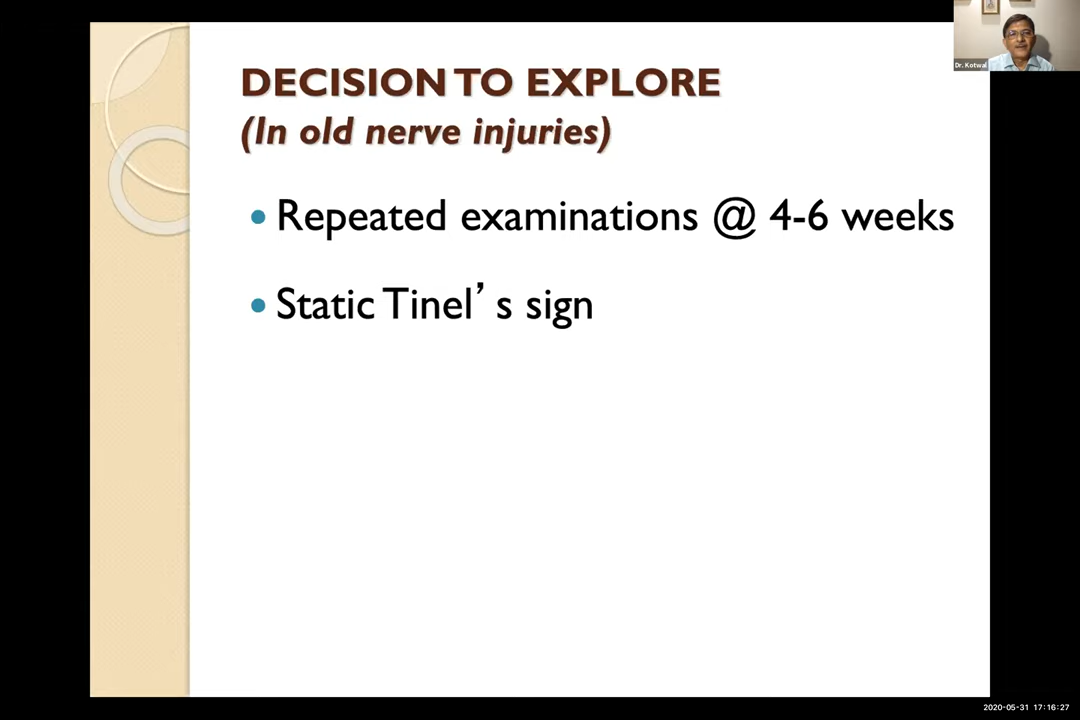 Dr. Kotwal
DECISION TO EXPLORE
(In old nerve injuries)
• Repeated examinations @ 4-6 weeks
• Static Tinel’s sign
2020-05-31 17:16:27